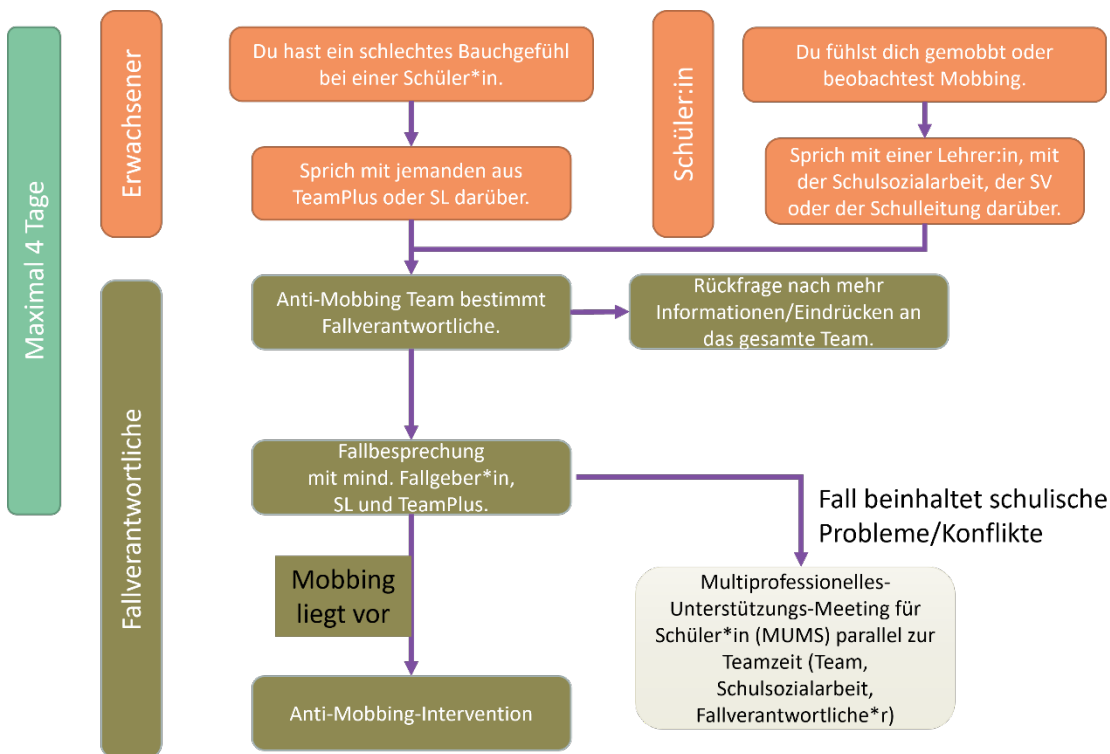 Maximal 4 Tage
Erwachsener
Du hast ein schlechtes Bauchgefühl
bei einer Schüler*in.
Sprich mit jemanden aus
TeamPlus oder SL darüber.
Schüler:in
Du fühlst dich gemobbt oder
beobachtest Mobbing.
Sprich mit einer Lehrer:in, mit
der Schulsozialarbeit, der SV
oder der Schulleitung darüber.
Fallverantwortliche
Anti-Mobbing Team bestimmt
Fallverantwortliche.
Rückfrage nach mehr
Informationen/Eindrücken an
das gesamte Team.
Fallbesprechung
mit mind. Fallgeber*in,
SL und TeamPlus.
Fall beinhaltet schulische
Probleme/Konflikte
Mobbing
liegt vor
Multiprofessionelles-
Unterstützungs-Meeting für
Schüler*in (MUMS) parallel zur
Teamzeit (Team,
Schulsozialarbeit,
Fallverantwortliche*r)
Anti-Mobbing-Intervention